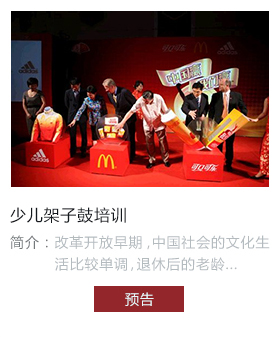 adidas
adidas
可口可乐
少儿架子鼓培训
简介：改革开放早期,中国社会的文化生
活比较单调,退休后的老龄...
预告